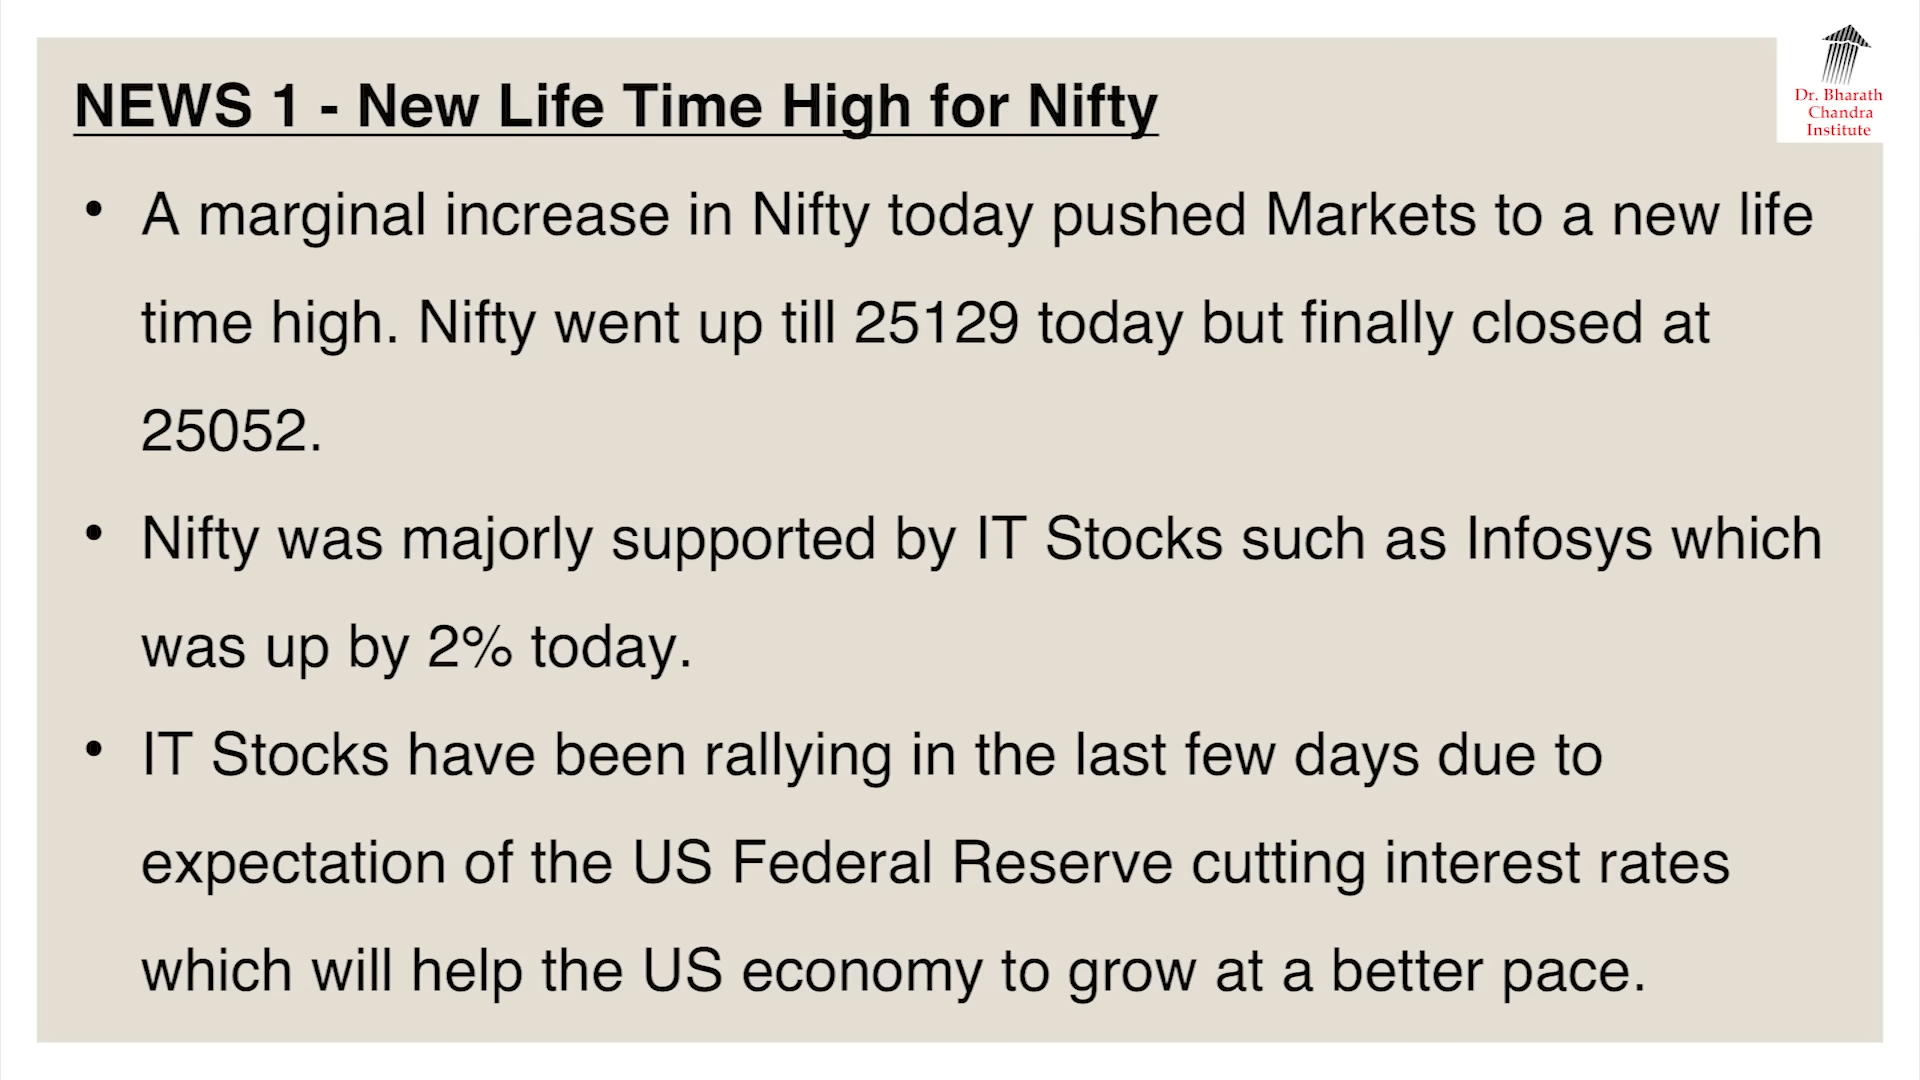 NEWS 1 - New Life Time High for Nifty
Dr. Bharath
Chandra
Institute
• A marginal increase in Nifty today pushed Markets to a new life
time high. Nifty went up till 25129 today but finally closed at
25052.
• Nifty was majorly supported by IT Stocks such as Infosys which
was up by 2% today.
• IT Stocks have been rallying in the last few days due to
expectation of the US Federal Reserve cutting interest rates
which will help the US economy to grow at a better pace.